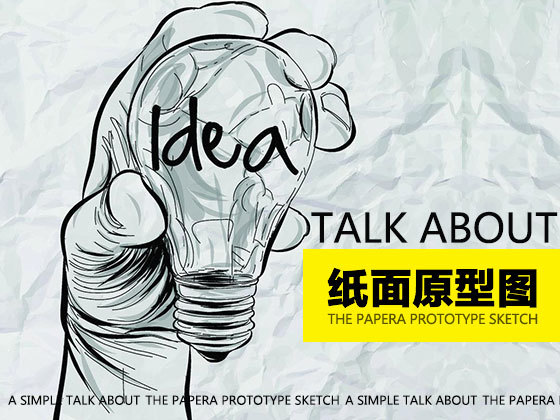 Idea
TALK ABOUT
纸面原型图
THE PAPERA PROTOTYPE SKETCH
A SIMPLE TALK ABOUT THE PAPERA PROTOTYPE SKETCH A SIMPLE TALK ABOUT THE PAPERA